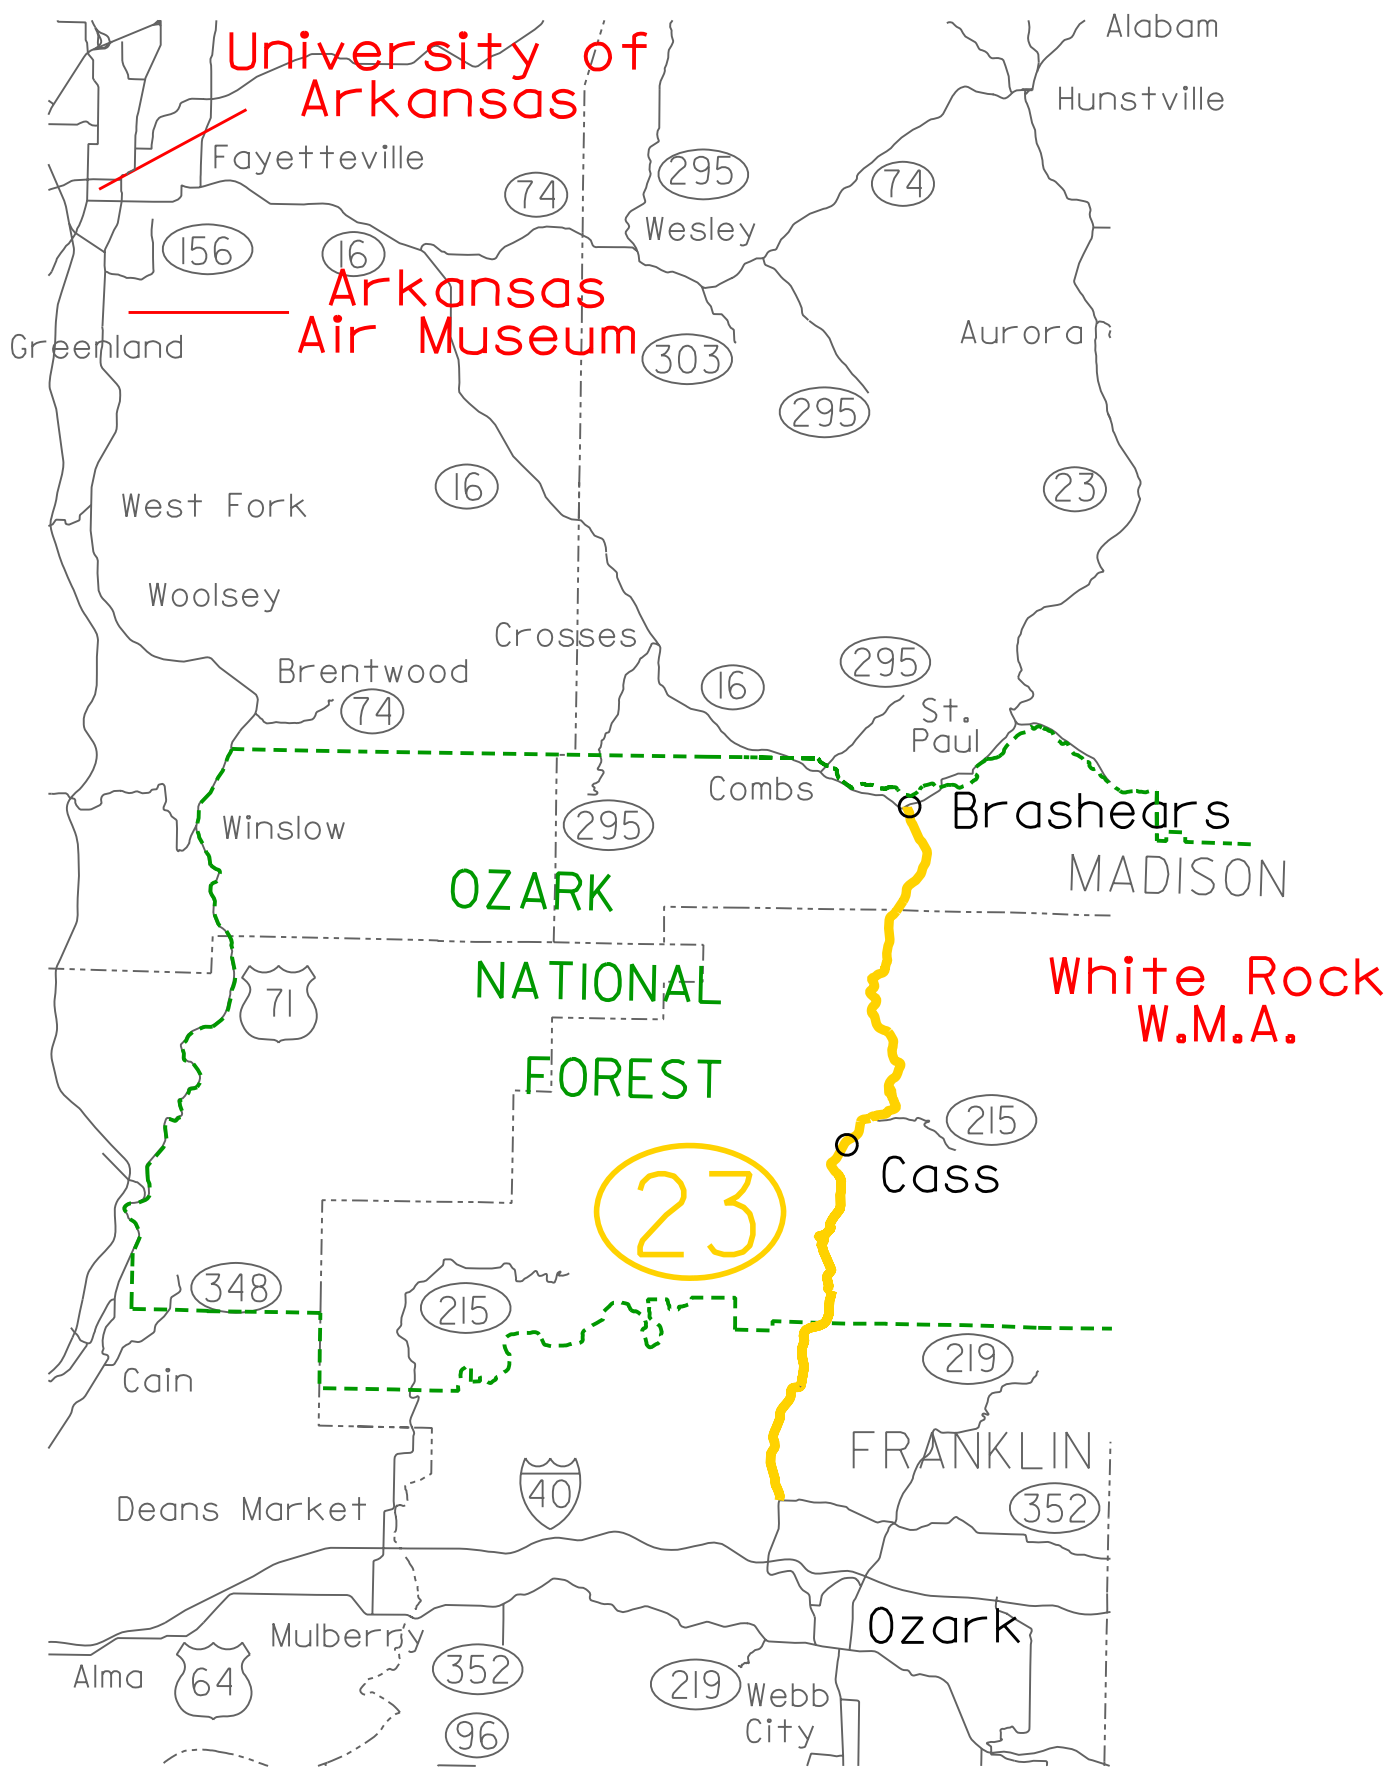 Alabam
University of
Arkansas
Hunstville
Fayetteville
295
74
74
Wesley
156
16
Arkansas
Air Museum
Aurora
Greenland
303
295
16
23
West Fork
Woolsey
Crosses
295
Brentwood
16
74
St.
Paul
Combs
Brashears
295
Winslow
MADISON
OZARK
NATIONAL
White Rock
W.M.A.
71
FOREST
215
Cass
23
348
215
219
Cain
FRANKLIN
40
352
Deans Market
Ozark
Mulberry
352
Alma
64
219
Webb
City
96